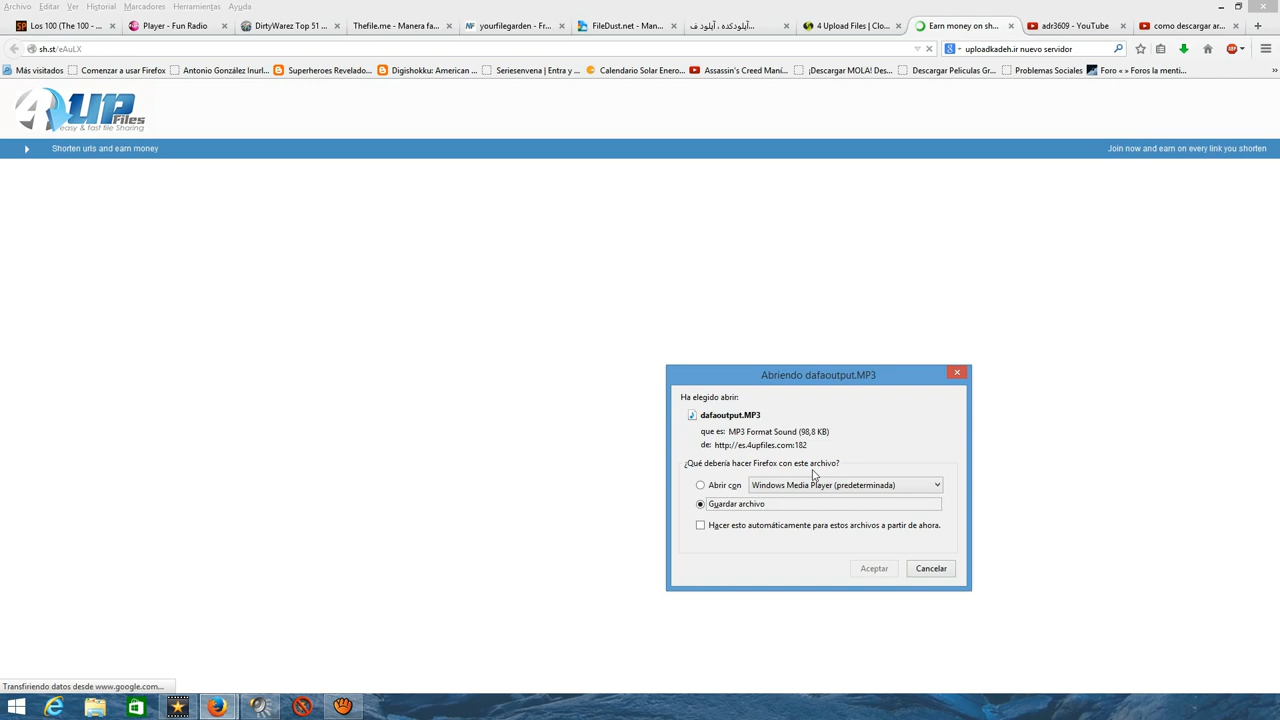 Archivo Editar Ver Historial Marcadores Herramientas Ayuda
Los 100 (The 100 - ... Player - Fun Radio DirtyWarez Top 51 ... Thefile.me - Manera fa... yourfilegarden - Fr... FileDust.net - Man... آپلودکده ، آپلود ف... 4 Upload Files | Clo... Earn money on sh... adr3609 - YouTube como descargar ar...
sh.st/eAuLX uploadkadeh.ir nuevo servidor
Más visitados Comenzar a usar Firefox Antonio González Inurl... Superheroes Revelado... Digishokku: American ... Seriesenvena | Entra y ... Calendario Solar Enero... Assassin's Creed Maní... ¡Descargar MOLA! Des... Descargar Peliculas Gr... Problemas Sociales Foro « » Foros la menti... »
4UP Files
easy & fast file Sharing
Shorten urls and earn money Join now and earn on every link you shorten
Abriendo dafaoutput.MP3
Ha elegido abrir:
dafaoutput.MP3
que es: MP3 Format Sound (98,8 KB)
de: http://es.4upfiles.com:182
¿Qué debería hacer Firefox con este archivo?
Abrir con Windows Media Player (predeterminada)
Guardar archivo
Hacer esto automáticamente para estos archivos a partir de ahora.
Aceptar Cancelar
Transfiriendo datos desde www.google.com...